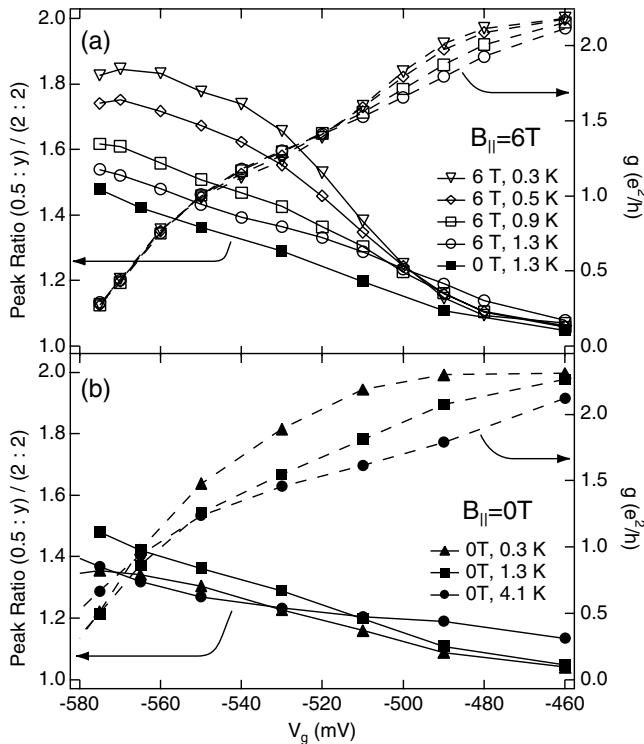 (a)
2.0
1.8
1.6
1.4
1.2
1.0
Peak Ratio (0.5 : y) / (2 : 2)
2.0
1.5
1.0
0.5
0.0
g (e²/h)
B||=6T
6 T, 0.3 K
6 T, 0.5 K
6 T, 0.9 K
6 T, 1.3 K
0 T, 1.3 K
(b)
2.0
1.8
1.6
1.4
1.2
1.0
Peak Ratio (0.5 : y) / (2 : 2)
2.0
1.5
1.0
0.5
0.0
g (e²/h)
B||=0T
0T, 0.3 K
0T, 1.3 K
0T, 4.1 K
-580 -560 -540 -520 -500 -480 -460
Vg (mV)